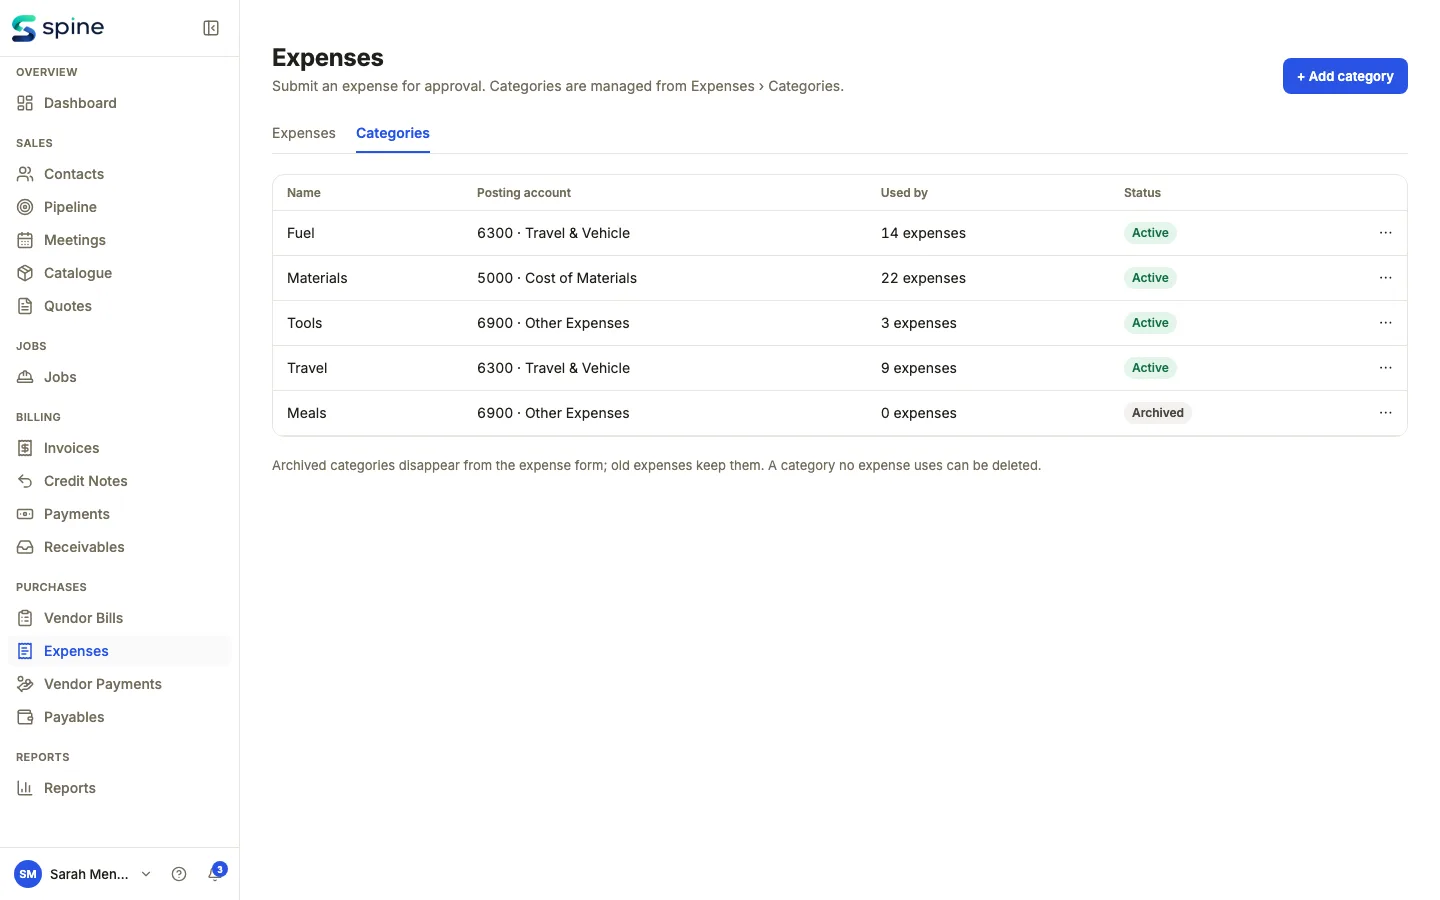 spine
OVERVIEW
Dashboard
SALES
Contacts
Pipeline
Meetings
Catalogue
Quotes
JOBS
Jobs
BILLING
Invoices
Credit Notes
Payments
Receivables
PURCHASES
Vendor Bills
Expenses
Vendor Payments
Payables
REPORTS
Reports
SM Sarah Men... 3
Expenses
Submit an expense for approval. Categories are managed from Expenses › Categories.
+ Add category
Expenses Categories
Name Posting account Used by Status
Fuel 6300 · Travel & Vehicle 14 expenses Active ...
Materials 5000 · Cost of Materials 22 expenses Active ...
Tools 6900 · Other Expenses 3 expenses Active ...
Travel 6300 · Travel & Vehicle 9 expenses Active ...
Meals 6900 · Other Expenses 0 expenses Archived ...
Archived categories disappear from the expense form; old expenses keep them. A category no expense uses can be deleted.